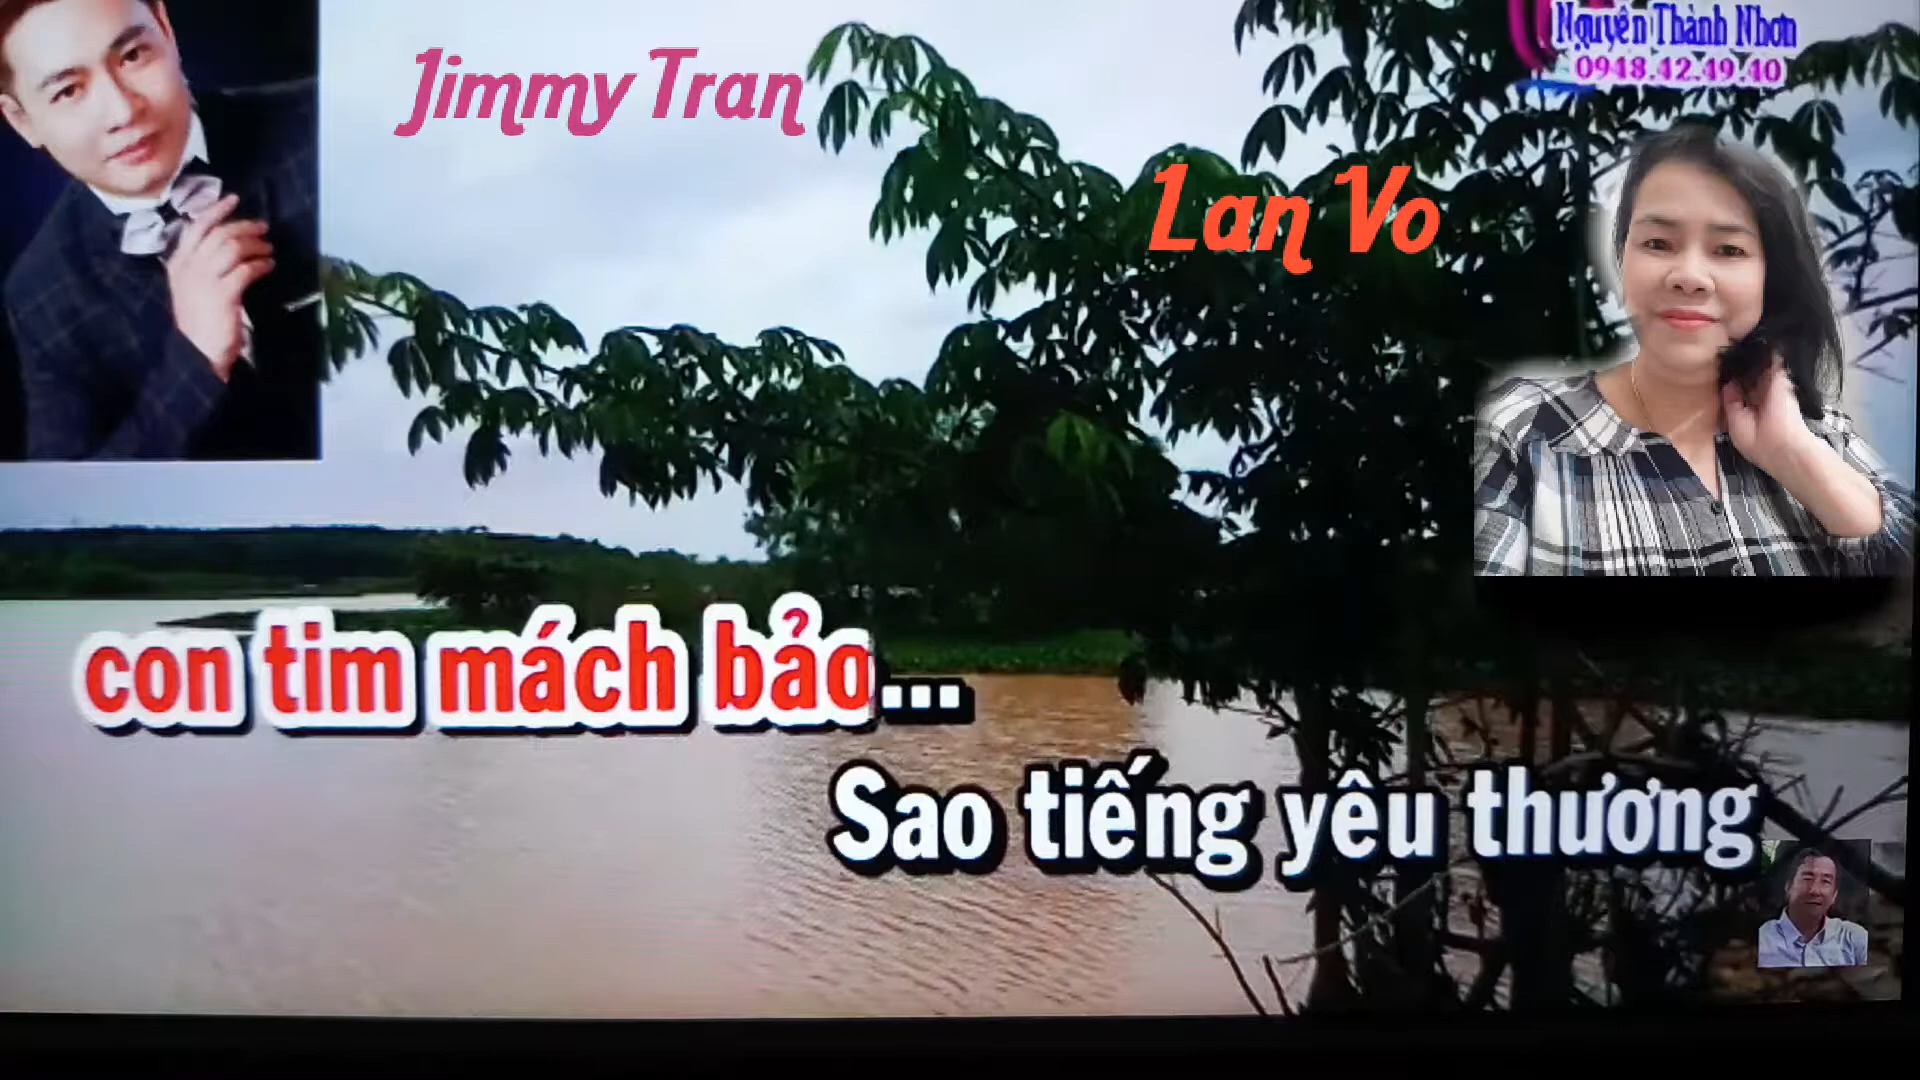 Jimmy Tran
Nguyễn Thành Nhơn
0948.42.49.40
Lan Vo
con tim mách bảo...
Sao tiếng yêu thương